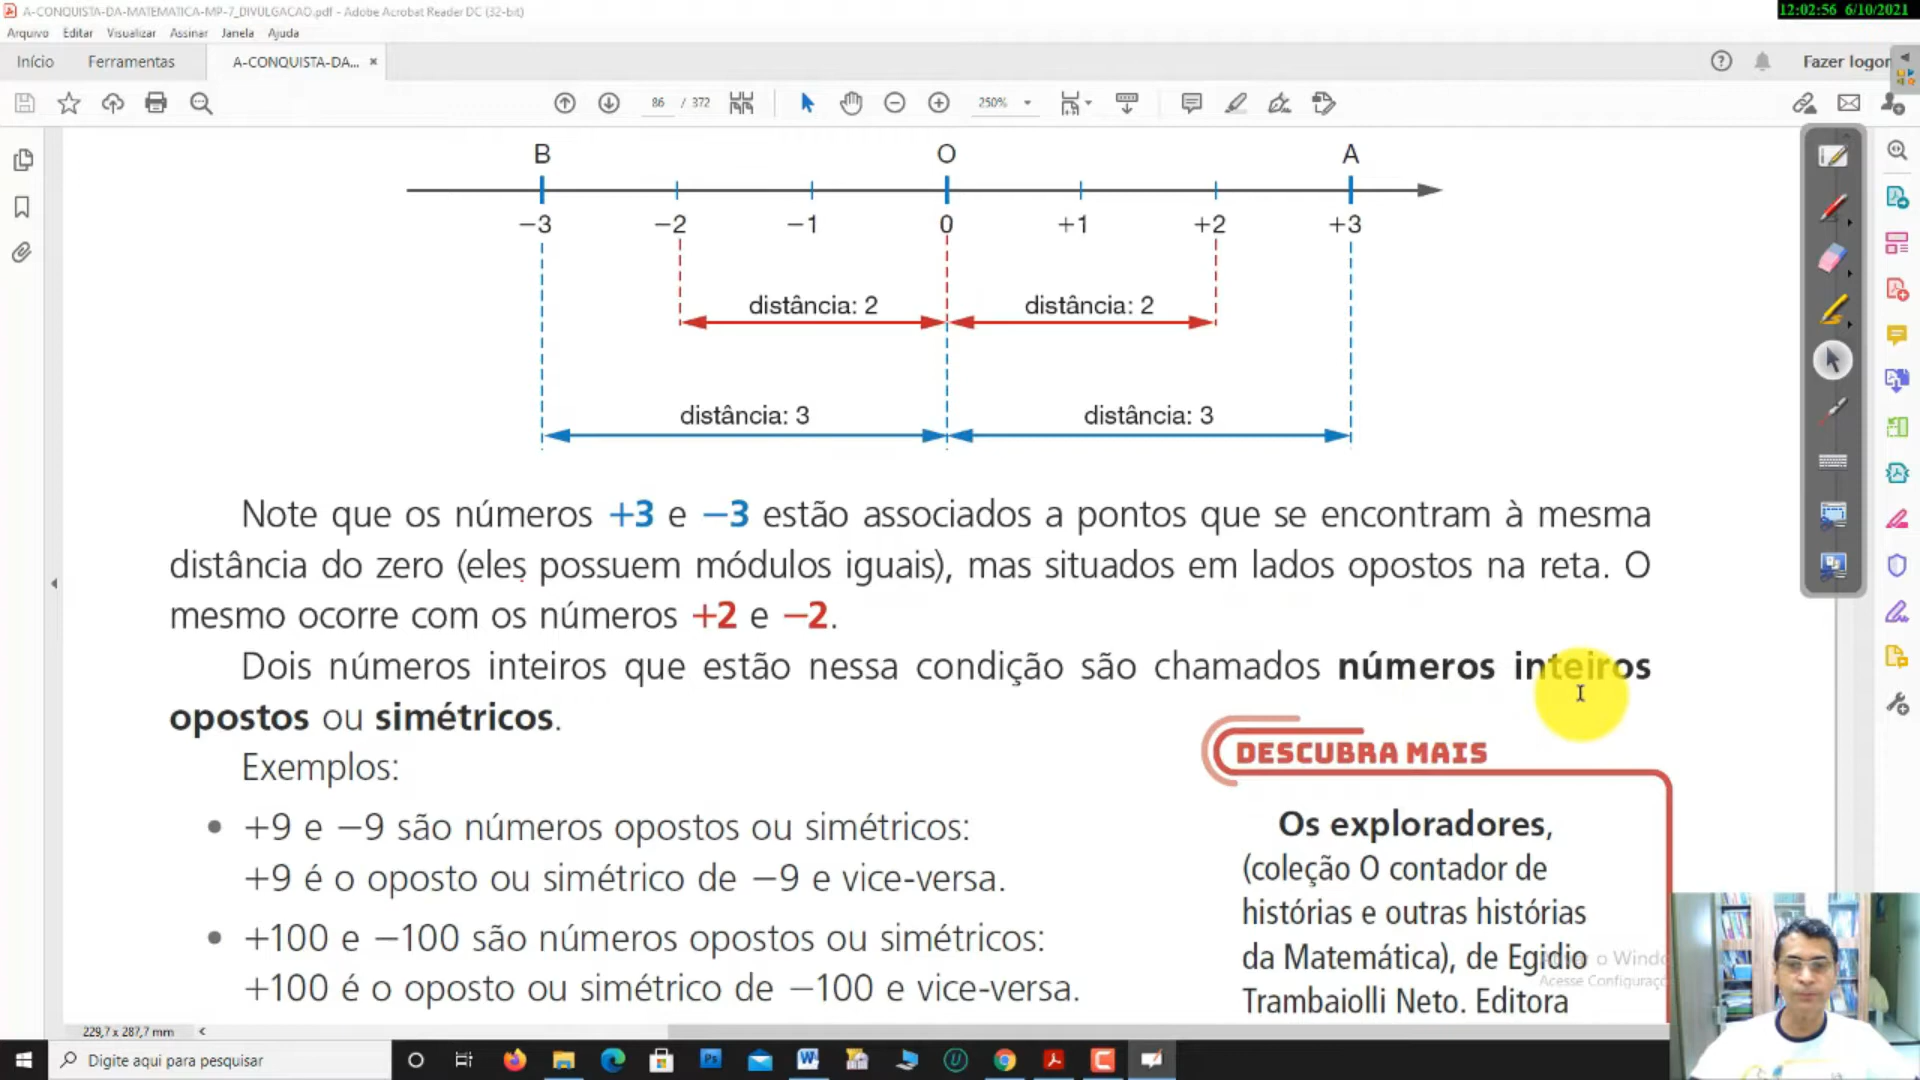 A-CONQUISTA-DA-MATEMATICA-MP-7_DIVULGACAO.pdf - Adobe Acrobat Reader DC (32-bit)
12:02:56 6/10/2021
Arquivo Editar Visualizar Assinar Janela Ajuda
Início Ferramentas A-CONQUISTA-DA... × Fazer logon
86 / 372 250%
B O A
−3 −2 −1 0 +1 +2 +3
distância: 2 distância: 2
distância: 3 distância: 3
Note que os números +3 e −3 estão associados a pontos que se encontram à mesma
distância do zero (eles possuem módulos iguais), mas situados em lados opostos na reta. O
mesmo ocorre com os números +2 e −2.
Dois números inteiros que estão nessa condição são chamados números inteiros
opostos ou simétricos.
Exemplos:
• +9 e −9 são números opostos ou simétricos:
+9 é o oposto ou simétrico de −9 e vice-versa.
• +100 e −100 são números opostos ou simétricos:
+100 é o oposto ou simétrico de −100 e vice-versa.
DESCUBRA MAIS
Os exploradores,
(coleção O contador de
histórias e outras histórias
da Matemática), de Egidio
Trambaiolli Neto. Editora
229,7 x 287,7 mm
Digite aqui para pesquisar